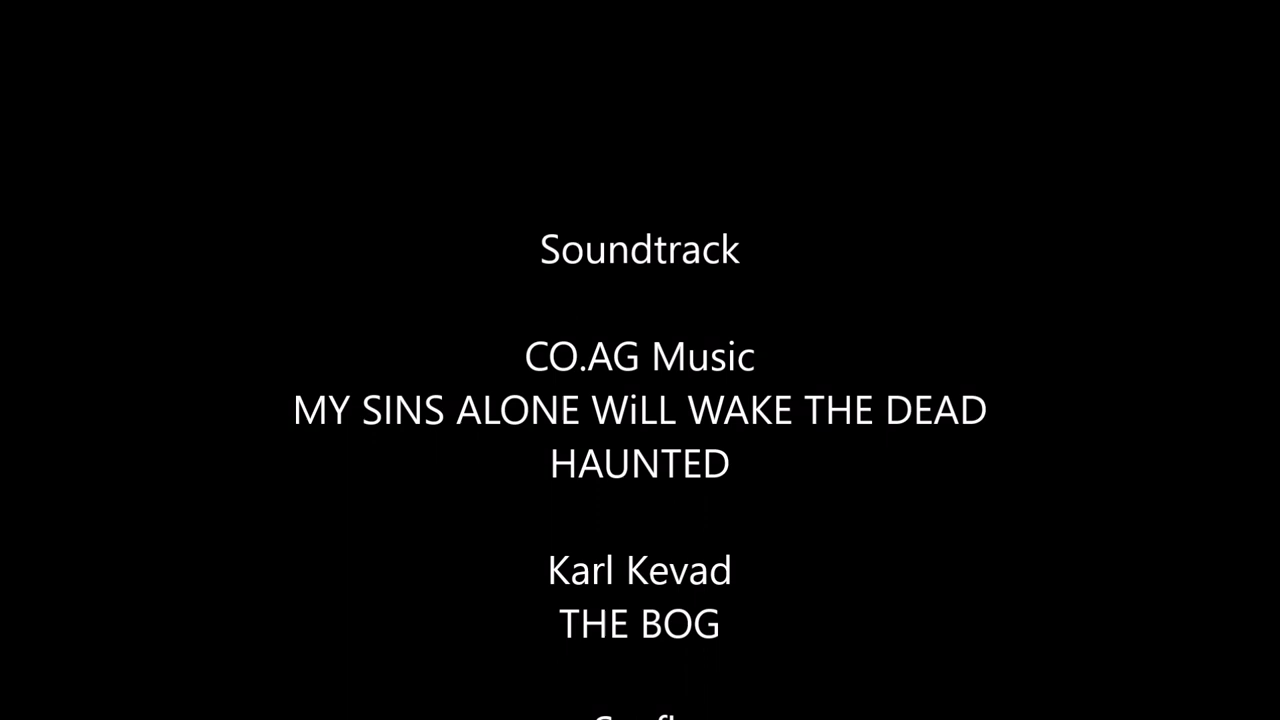 Soundtrack
CO.AG Music
MY SINS ALONE WiLL WAKE THE DEAD
HAUNTED
Karl Kevad
THE BOG